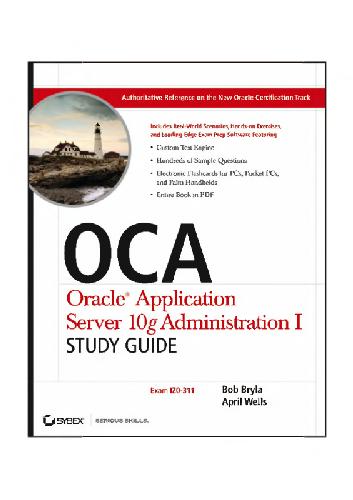 Authoritative Reference on the New Oracle Certification Track
Includes Real-World Scenarios, Hands-on Exercises,
and Leading-Edge Exam Prep Software Featuring:
• Custom Test Engine
• Hundreds of Sample Questions
• Electronic Flashcards for PCs, Pocket PCs,
and Palm Handhelds
• Entire Book in PDF
OCA
Oracle® Application
Server 10g Administration I
STUDY GUIDE
Exam 1Z0-311
Bob Bryla
April Wells
SYBEX® SERIOUS SKILLS.